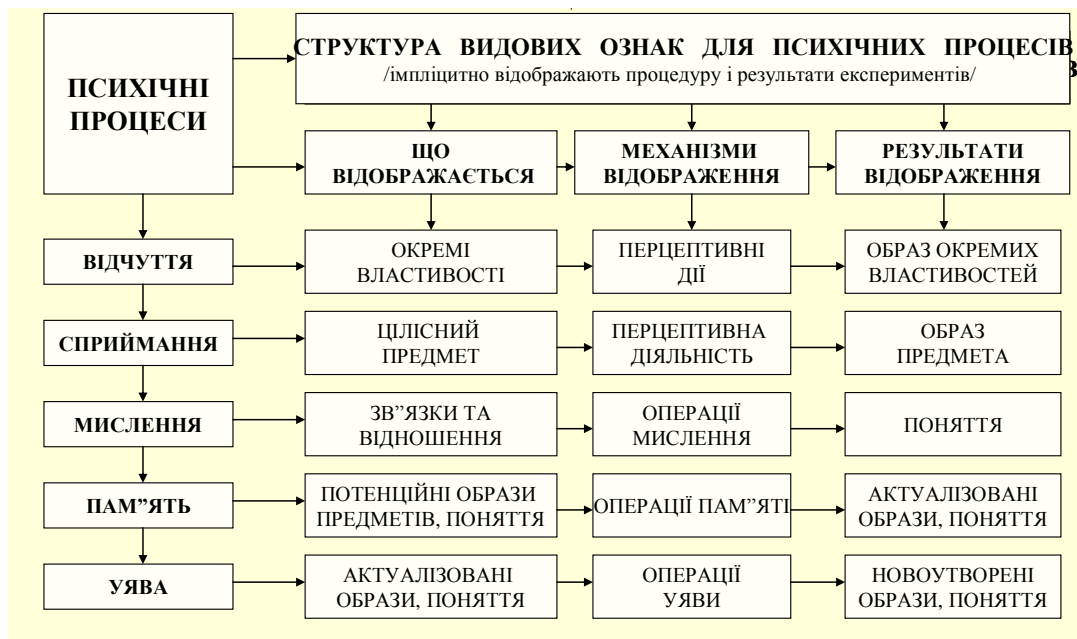 ПСИХІЧНІ
ПРОЦЕСИ
СТРУКТУРА ВИДОВИХ ОЗНАК ДЛЯ ПСИХІЧНИХ ПРОЦЕСІВ
/імпліцитно відображають процедуру і результати експериментів/
В
ЩО
ВІДОБРАЖАЄТЬСЯ
МЕХАНІЗМИ
ВІДОБРАЖЕННЯ
РЕЗУЛЬТАТИ
ВІДОБРАЖЕННЯ
ВІДЧУТТЯ
ОКРЕМІ
ВЛАСТИВОСТІ
ПЕРЦЕПТИВНІ
ДІЇ
ОБРАЗ ОКРЕМИХ
ВЛАСТИВОСТЕЙ
СПРИЙМАННЯ
ЦІЛІСНИЙ
ПРЕДМЕТ
ПЕРЦЕПТИВНА
ДІЯЛЬНІСТЬ
ОБРАЗ
ПРЕДМЕТА
МИСЛЕННЯ
ЗВ”ЯЗКИ ТА
ВІДНОШЕННЯ
ОПЕРАЦІЇ
МИСЛЕННЯ
ПОНЯТТЯ
ПАМ”ЯТЬ
ПОТЕНЦІЙНІ ОБРАЗИ
ПРЕДМЕТІВ, ПОНЯТТЯ
ОПЕРАЦІЇ ПАМ”ЯТІ
АКТУАЛІЗОВАНІ
ОБРАЗИ, ПОНЯТТЯ
УЯВА
АКТУАЛІЗОВАНІ
ОБРАЗИ, ПОНЯТТЯ
ОПЕРАЦІЇ
УЯВИ
НОВОУТВОРЕНІ
ОБРАЗИ, ПОНЯТТЯ